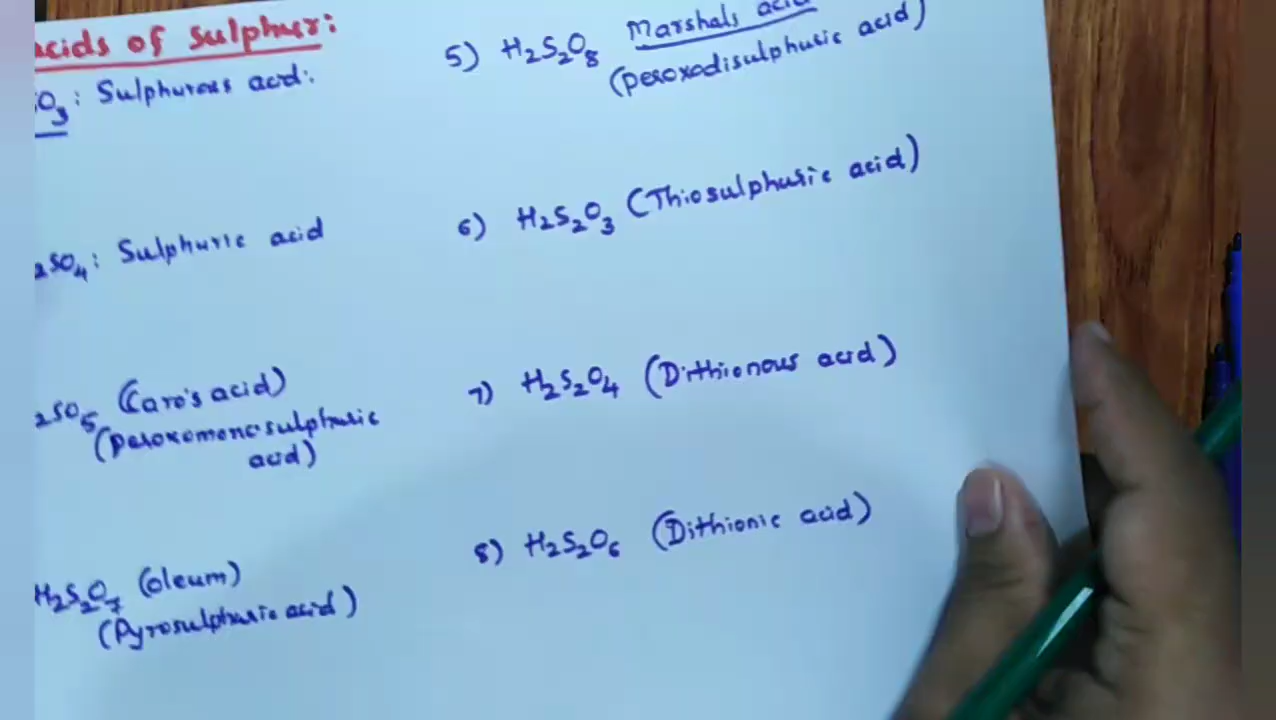 acids of sulphur:
SO3: Sulphurous acid:
2SO4: Sulphuric acid
2SO5 (Caro's acid)
(peroxomonosulphuric
acid)
H2S2O7 (oleum)
(Pyrosulphuric acid)
5) H2S2O8 Marshals acid
(peroxodisulphuric acid)
6) H2S2O3 (Thiosulphuric acid)
7) H2S2O4 (Dithionous acid)
8) H2S2O6 (Dithionic acid)